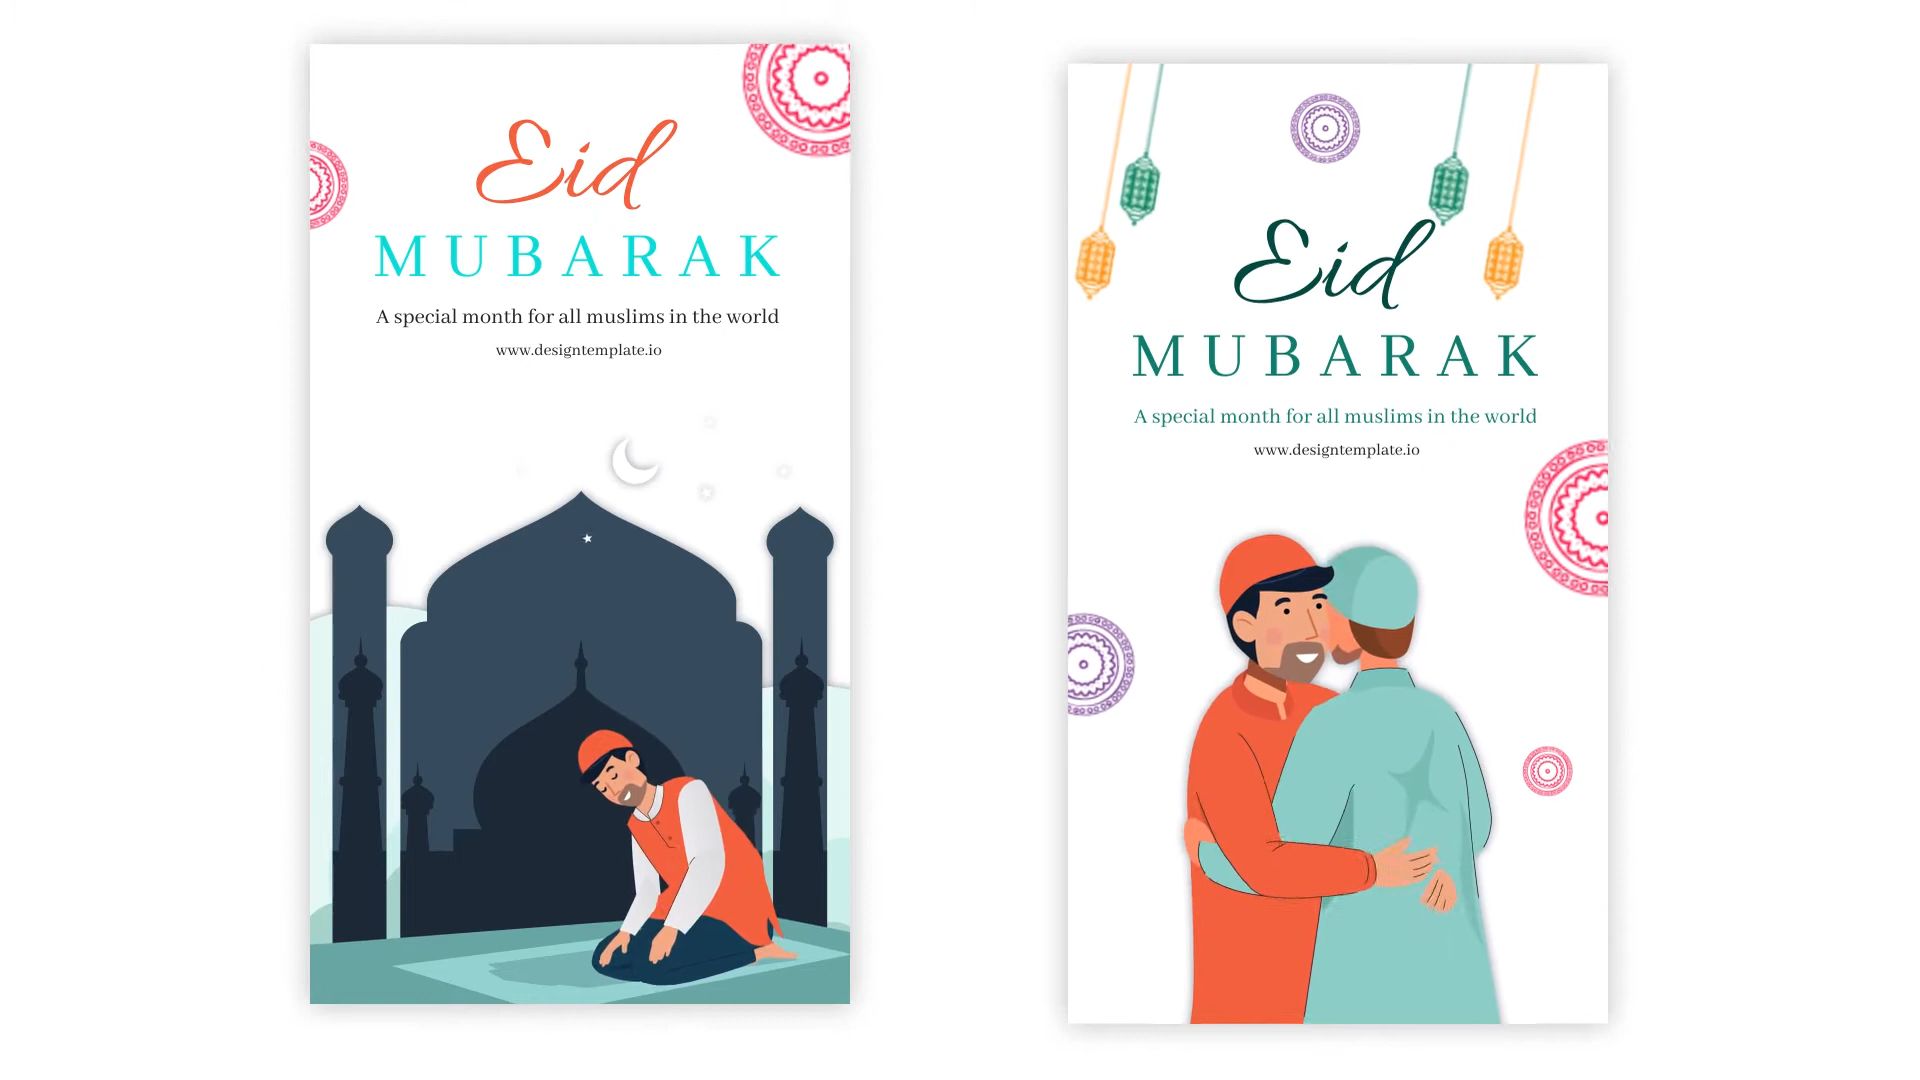 Eid
MUBARAK
A special month for all muslims in the world
www.designtemplate.io
Eid
MUBARAK
A special month for all muslims in the world
www.designtemplate.io